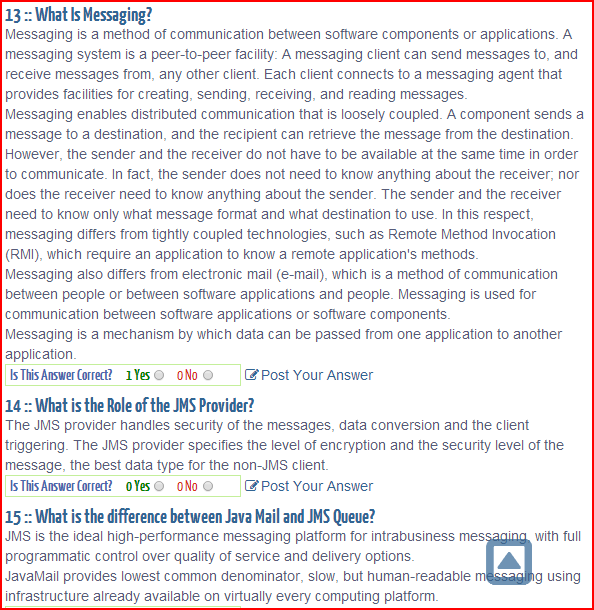 13 :: What Is Messaging?
Messaging is a method of communication between software components or applications. A
messaging system is a peer-to-peer facility: A messaging client can send messages to, and
receive messages from, any other client. Each client connects to a messaging agent that
provides facilities for creating, sending, receiving, and reading messages.
Messaging enables distributed communication that is loosely coupled. A component sends a
message to a destination, and the recipient can retrieve the message from the destination.
However, the sender and the receiver do not have to be available at the same time in order
to communicate. In fact, the sender does not need to know anything about the receiver; nor
does the receiver need to know anything about the sender. The sender and the receiver
need to know only what message format and what destination to use. In this respect,
messaging differs from tightly coupled technologies, such as Remote Method Invocation
(RMI), which require an application to know a remote application's methods.
Messaging also differs from electronic mail (e-mail), which is a method of communication
between people or between software applications and people. Messaging is used for
communication between software applications or software components.
Messaging is a mechanism by which data can be passed from one application to another
application.
Is This Answer Correct? 1 Yes 0 No Post Your Answer
14 :: What is the Role of the JMS Provider?
The JMS provider handles security of the messages, data conversion and the client
triggering. The JMS provider specifies the level of encryption and the security level of the
message, the best data type for the non-JMS client.
Is This Answer Correct? 0 Yes 0 No Post Your Answer
15 :: What is the difference between Java Mail and JMS Queue?
JMS is the ideal high-performance messaging platform for intrabusiness messaging, with full
programmatic control over quality of service and delivery options.
JavaMail provides lowest common denominator, slow, but human-readable messaging using
infrastructure already available on virtually every computing platform.